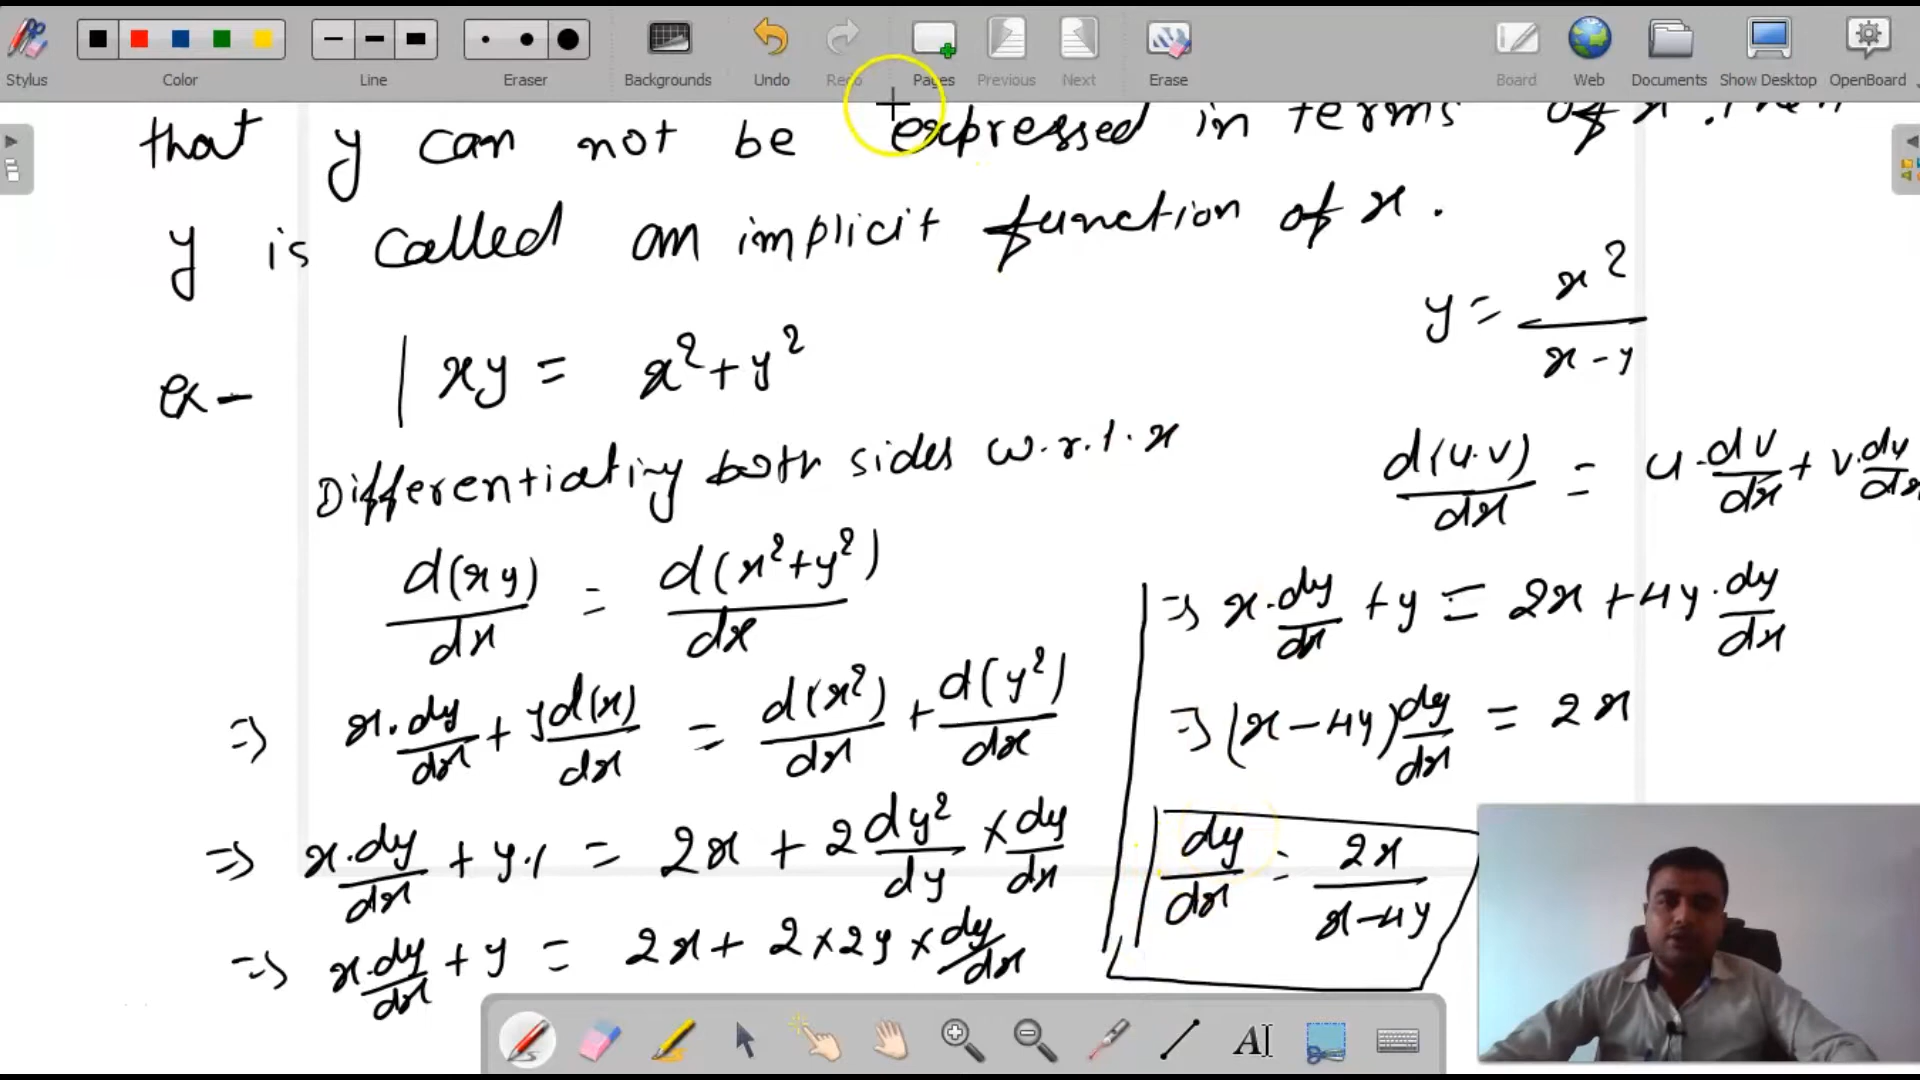 Stylus Color Line Eraser Backgrounds Undo Redo Pages Previous Next Erase Board Web Documents Show Desktop OpenBoard
that y can not be expressed in terms of x . then
y is called an implicit function of x .
y = x² / x - y
ex - | xy = x² + y²
Differentiating both sides w.r.t. x
d(u.v)/dx = u . dv/dx + v . du/dx
d(xy)/dx = d(x²+y²)/dx
⇒ x . dy/dx + y d(x)/dx = d(x²)/dx + d(y²)/dx
⇒ x . dy/dx + y.1 = 2x + 2 dy²/dy × dy/dx
⇒ x . dy/dx + y = 2x + 2×2y × dy/dx
⇒ x . dy/dx + y = 2x + 4y . dy/dx
⇒ (x - 4y) dy/dx = 2x
dy/dx = 2x / x - 4y